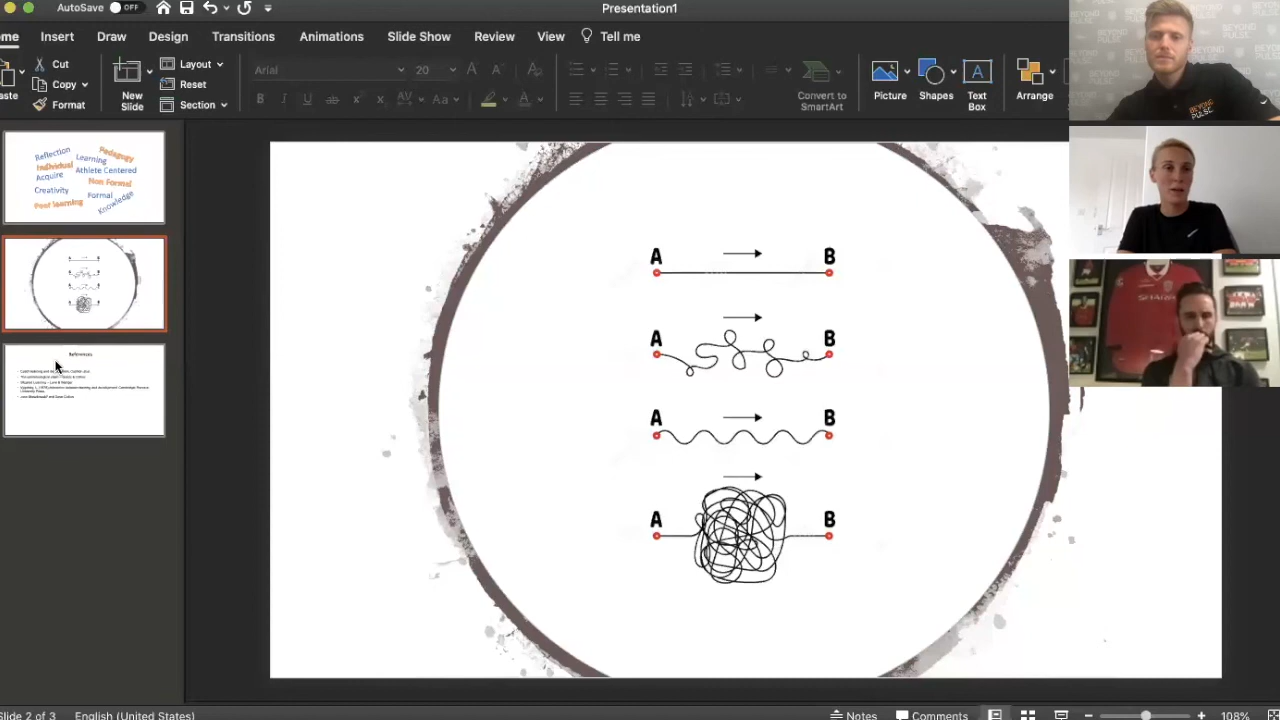 AutoSave OFF
Presentation1
Insert Draw Design Transitions Animations Slide Show Review View Tell me
Cut
Copy
Format
New
Slide
Layout
Reset
Section
Arial 20
Convert to
SmartArt
Picture Shapes Text
Box
Arrange
BEYOND
PULSE
Reflection
Learning
Pedagogy
Individual
Acquire
Athlete Centered
Non Formal
Creativity
Formal
Peer learning
Knowledge
A B
A B
A B
A B
References
SHARP
Slide 2 of 3 English (United States) Notes Comments 108%